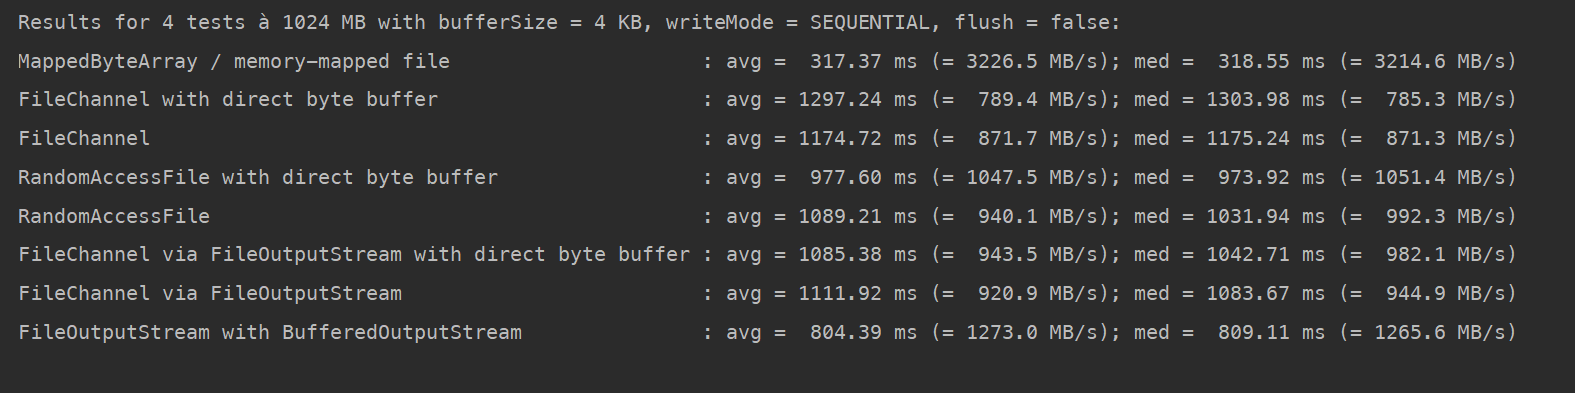 Results for 4 tests à 1024 MB with bufferSize = 4 KB, writeMode = SEQUENTIAL, flush = false:
MappedByteArray / memory-mapped file                     : avg =  317.37 ms (= 3226.5 MB/s); med =  318.55 ms (= 3214.6 MB/s)
FileChannel with direct byte buffer                      : avg = 1297.24 ms (=  789.4 MB/s); med = 1303.98 ms (=  785.3 MB/s)
FileChannel                                              : avg = 1174.72 ms (=  871.7 MB/s); med = 1175.24 ms (=  871.3 MB/s)
RandomAccessFile with direct byte buffer                 : avg =  977.60 ms (= 1047.5 MB/s); med =  973.92 ms (= 1051.4 MB/s)
RandomAccessFile                                         : avg = 1089.21 ms (=  940.1 MB/s); med = 1031.94 ms (=  992.3 MB/s)
FileChannel via FileOutputStream with direct byte buffer : avg = 1085.38 ms (=  943.5 MB/s); med = 1042.71 ms (=  982.1 MB/s)
FileChannel via FileOutputStream                         : avg = 1111.92 ms (=  920.9 MB/s); med = 1083.67 ms (=  944.9 MB/s)
FileOutputStream with BufferedOutputStream               : avg =  804.39 ms (= 1273.0 MB/s); med =  809.11 ms (= 1265.6 MB/s)